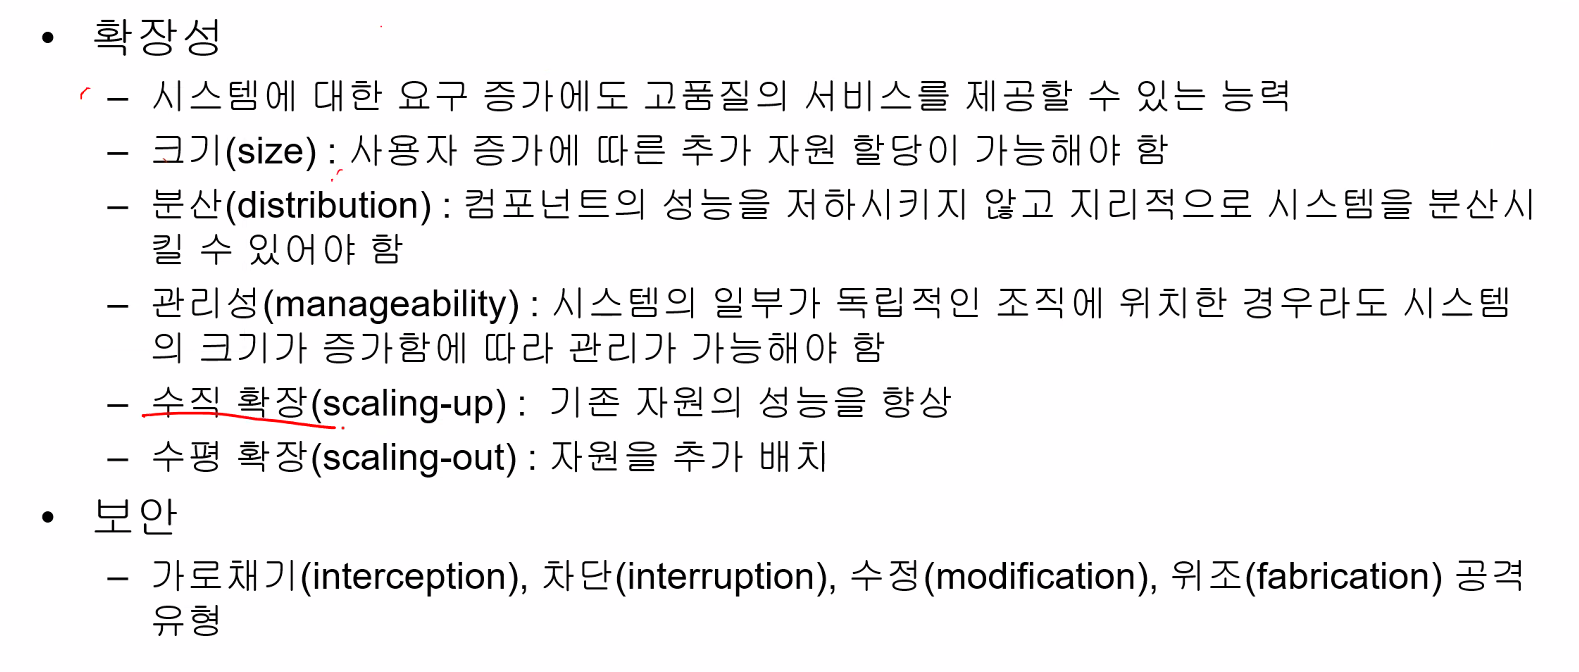 • 확장성
– 시스템에 대한 요구 증가에도 고품질의 서비스를 제공할 수 있는 능력
– 크기(size) : 사용자 증가에 따른 추가 자원 할당이 가능해야 함
– 분산(distribution) : 컴포넌트의 성능을 저하시키지 않고 지리적으로 시스템을 분산시
킬 수 있어야 함
– 관리성(manageability) : 시스템의 일부가 독립적인 조직에 위치한 경우라도 시스템
의 크기가 증가함에 따라 관리가 가능해야 함
– 수직 확장(scaling-up) : 기존 자원의 성능을 향상
– 수평 확장(scaling-out) : 자원을 추가 배치
• 보안
– 가로채기(interception), 차단(interruption), 수정(modification), 위조(fabrication) 공격
유형